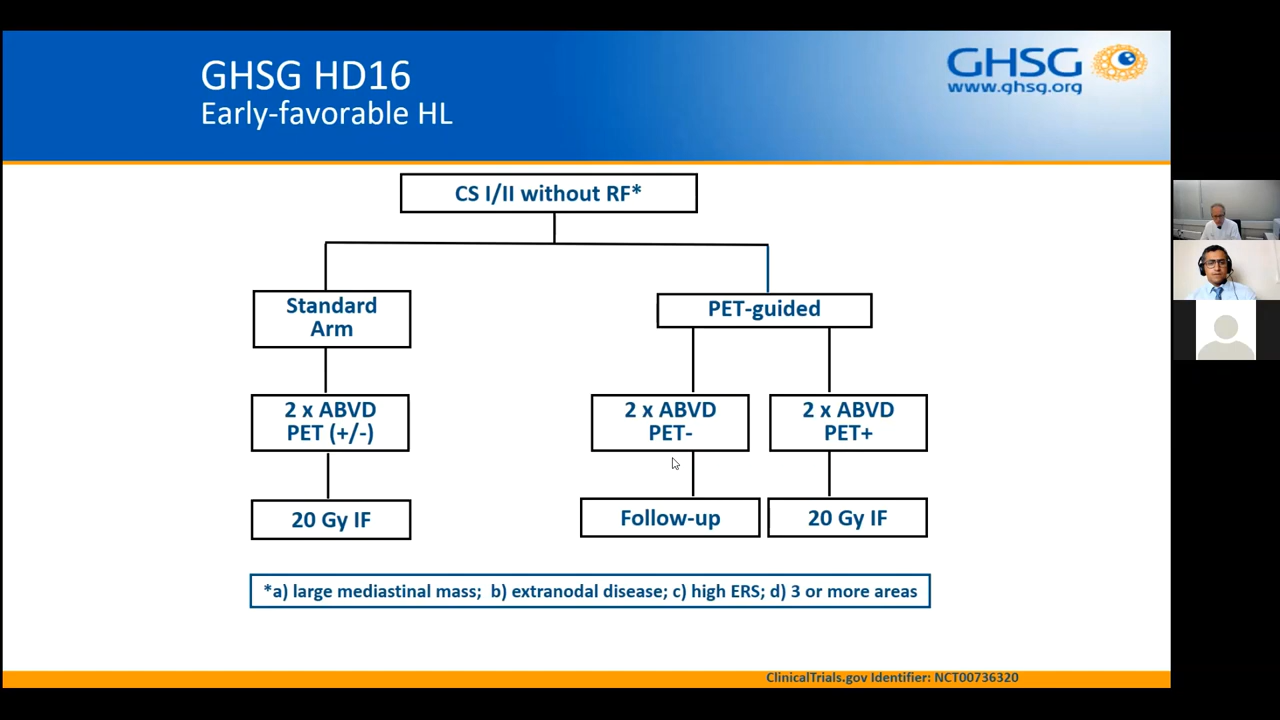 GHSG HD16
Early-favorable HL
GHSG
www.ghsg.org
CS I/II without RF*
Standard
Arm
PET-guided
2 x ABVD
PET (+/-)
2 x ABVD
PET-
2 x ABVD
PET+
20 Gy IF
Follow-up
20 Gy IF
*a) large mediastinal mass; b) extranodal disease; c) high ERS; d) 3 or more areas
ClinicalTrials.gov Identifier: NCT00736320